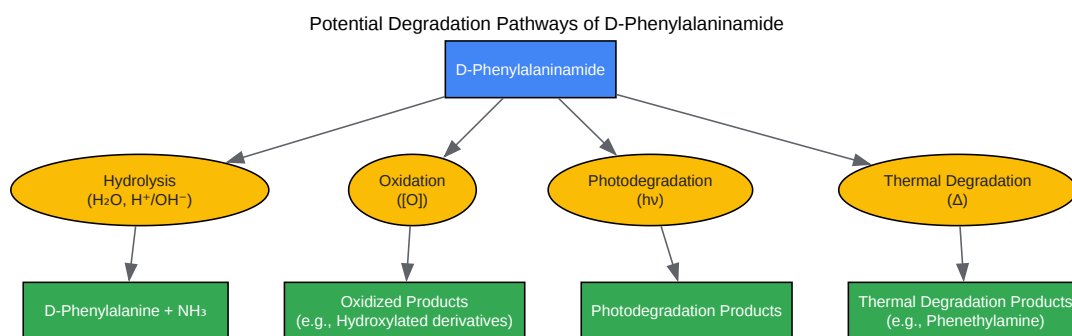 Potential Degradation Pathways of D-Phenylalaninamide
D-Phenylalaninamide
Hydrolysis
(H₂O, H⁺/OH⁻)
Oxidation
([O])
Photodegradation
(hν)
Thermal Degradation
(Δ)
D-Phenylalanine + NH₃
Oxidized Products
(e.g., Hydroxylated derivatives)
Photodegradation Products
Thermal Degradation Products
(e.g., Phenethylamine)